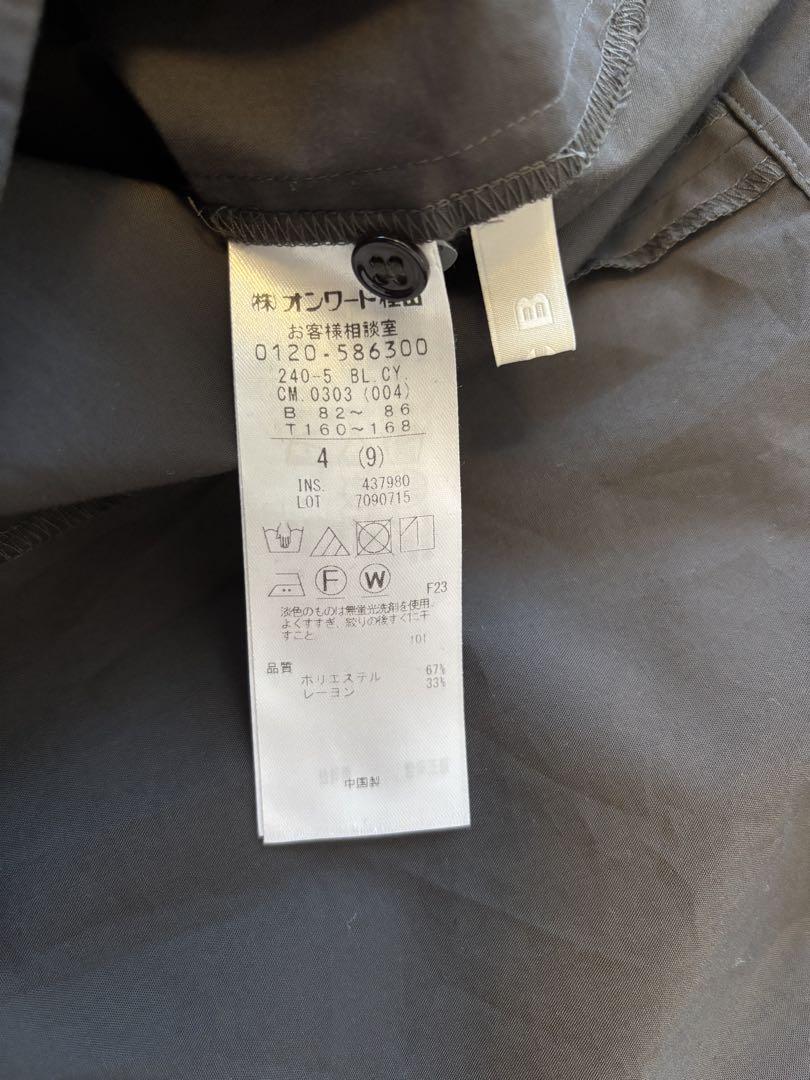 (株)オンワード樫山
お客様相談室
0120-586300
240-5 BL.CY.
CM.0303 (004)
B 82～ 86
T160～168
4 (9)
INS. 437980
LOT 7090715
F W
F23
淡色のものは無蛍光洗剤を使用
よくすすぎ、絞りの後すぐに干
すこと
101
品質
ポリエステル 67%
レーヨン 33%
中国製
B